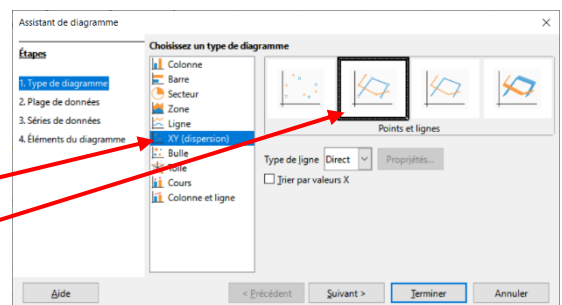 Assistant de diagramme
Étapes
1. Type de diagramme
2. Plage de données
3. Séries de données
4. Éléments du diagramme
Choisissez un type de diagramme
Colonne
Barre
Secteur
Zone
Ligne
XY (dispersion)
Bulle
Toile
Cours
Colonne et ligne
Points et lignes
Type de ligne Direct Propriétés...
Trier par valeurs X
Aide
< Précédent
Suivant >
Terminer
Annuler